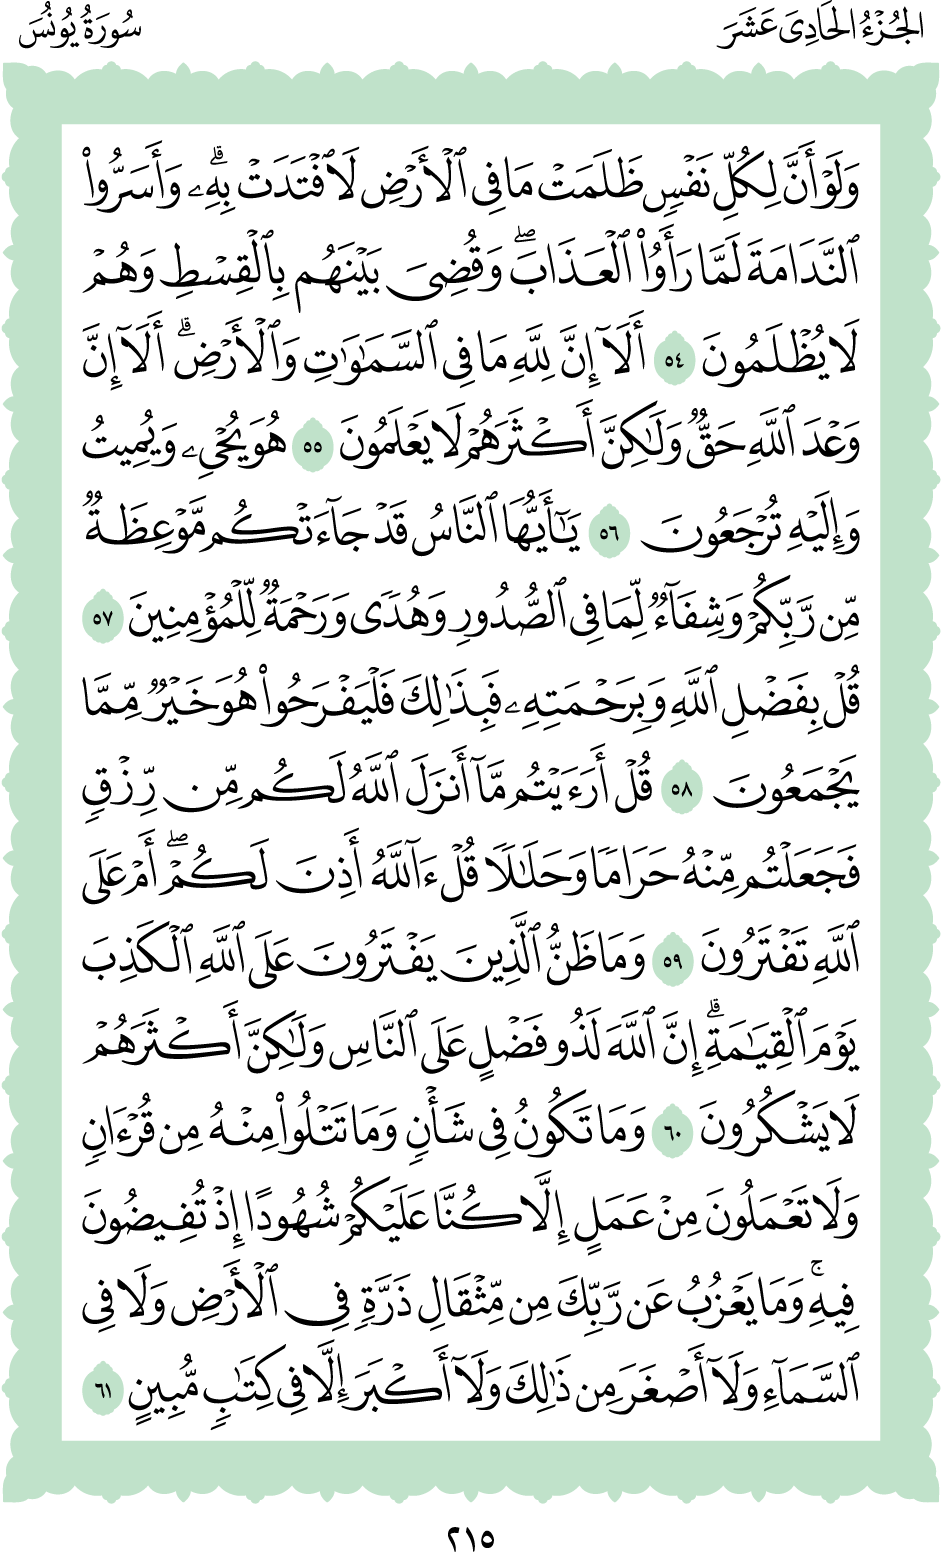 الجُزْءُ الحَادِىَ عَشَرَ
سُورَةُ يُونُسَ
وَلَوْ أَنَّ لِكُلِّ نَفْسٍ ظَلَمَتْ مَا فِى ٱلْأَرْضِ لَٱفْتَدَتْ بِهِۦۗ وَأَسَرُّوا۟
ٱلنَّدَامَةَ لَمَّا رَأَوُا۟ ٱلْعَذَابَۖ وَقُضِىَ بَيْنَهُم بِٱلْقِسْطِ وَهُمْ
لَا يُظْلَمُونَ ٥٤ أَلَآ إِنَّ لِلَّهِ مَا فِى ٱلسَّمَٰوَٰتِ وَٱلْأَرْضِۗ أَلَآ إِنَّ
وَعْدَ ٱللَّهِ حَقٌّ وَلَٰكِنَّ أَكْثَرَهُمْ لَا يَعْلَمُونَ ٥٥ هُوَ يُحْىِۦ وَيُمِيتُ
وَإِلَيْهِ تُرْجَعُونَ ٥٦ يَٰٓأَيُّهَا ٱلنَّاسُ قَدْ جَآءَتْكُم مَّوْعِظَةٌ
مِّن رَّبِّكُمْ وَشِفَآءٌ لِّمَا فِى ٱلصُّدُورِ وَهُدًى وَرَحْمَةٌ لِّلْمُؤْمِنِينَ ٥٧
قُلْ بِفَضْلِ ٱللَّهِ وَبِرَحْمَتِهِۦ فَبِذَٰلِكَ فَلْيَفْرَحُوا۟ هُوَ خَيْرٌ مِّمَّا
يَجْمَعُونَ ٥٨ قُلْ أَرَءَيْتُم مَّآ أَنزَلَ ٱللَّهُ لَكُم مِّن رِّزْقٍ
فَجَعَلْتُم مِّنْهُ حَرَامًا وَحَلَٰلًا قُلْ ءَآللَّهُ أَذِنَ لَكُمْۖ أَمْ عَلَى
ٱللَّهِ تَفْتَرُونَ ٥٩ وَمَا ظَنُّ ٱلَّذِينَ يَفْتَرُونَ عَلَى ٱللَّهِ ٱلْكَذِبَ
يَوْمَ ٱلْقِيَٰمَةِۗ إِنَّ ٱللَّهَ لَذُو فَضْلٍ عَلَى ٱلنَّاسِ وَلَٰكِنَّ أَكْثَرَهُمْ
لَا يَشْكُرُونَ ٦٠ وَمَا تَكُونُ فِى شَأْنٍ وَمَا تَتْلُوا۟ مِنْهُ مِن قُرْءَانٍ
وَلَا تَعْمَلُونَ مِنْ عَمَلٍ إِلَّا كُنَّا عَلَيْكُمْ شُهُودًا إِذْ تُفِيضُونَ
فِيهِۚ وَمَا يَعْزُبُ عَن رَّبِّكَ مِن مِّثْقَالِ ذَرَّةٍ فِى ٱلْأَرْضِ وَلَا فِى
ٱلسَّمَآءِ وَلَآ أَصْغَرَ مِن ذَٰلِكَ وَلَآ أَكْبَرَ إِلَّا فِى كِتَٰبٍ مُّبِينٍ ٦١
٢١٥